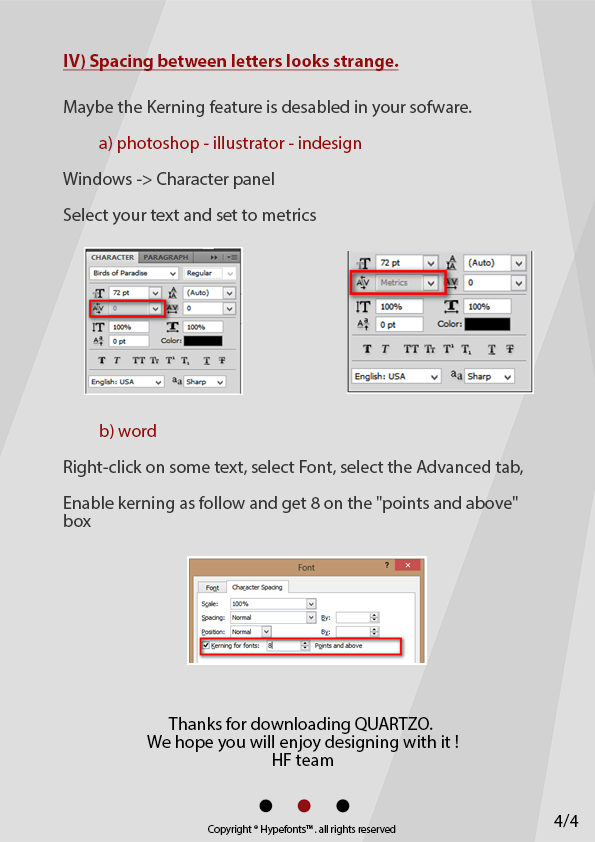 IV) Spacing between letters looks strange.
Maybe the Kerning feature is desabled in your sofware.
a) photoshop - illustrator - indesign
Windows -> Character panel
Select your text and set to metrics
CHARACTER PARAGRAPH
Birds of Paradise Regular
72 pt (Auto)
0 0
100% 100%
0 pt Color:
T T TT Tr T¹ T₁ T T
English: USA aa Sharp
72 pt (Auto)
Metrics 0
100% 100%
0 pt Color:
T T TT Tr T¹ T₁ T T
English: USA aa Sharp
b) word
Right-click on some text, select Font, select the Advanced tab,
Enable kerning as follow and get 8 on the "points and above"
box
Font ? ×
Font Character Spacing
Scale: 100%
Spacing: Normal By:
Position: Normal By:
Kerning for fonts: 8 Points and above
Thanks for downloading QUARTZO.
We hope you will enjoy designing with it !
HF team
Copyright ° Hypefonts™ . all rights reserved
4/4